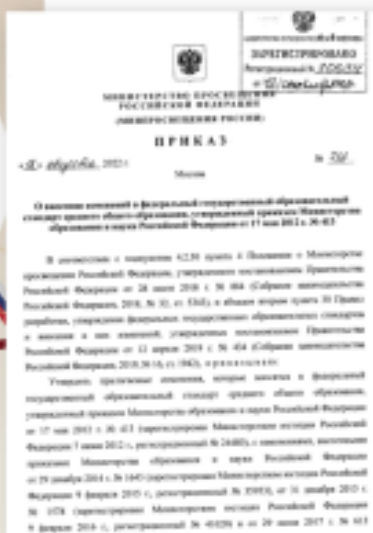 ЗАРЕГИСТРИРОВАНО
МИНИСТЕРСТВО ПРОСВЕЩЕНИЯ
РОССИЙСКОЙ ФЕДЕРАЦИИ
(МИНПРОСВЕЩЕНИЯ РОССИИ)
ПРИКАЗ
августа 2022 г.
Москва
О внесении изменений в федеральный государственный образовательный
стандарт среднего общего образования, утвержденный приказом Министерства
образования и науки Российской Федерации от 17 мая 2012 г. № 413
В соответствии с подпунктом 4.2.30 пункта 4 Положения о Министерстве
просвещения Российской Федерации, утвержденного постановлением Правительства
Российской Федерации от 28 июля 2018 г. № 884 (Собрание законодательства
Российской Федерации, 2018, № 32, ст. 5343), и абзацем вторым пункта 20 Правил
разработки, утверждения федеральных государственных образовательных стандартов
и внесения в них изменений, утвержденных постановлением Правительства
Российской Федерации от 12 апреля 2019 г. № 434 (Собрание законодательства
Российской Федерации, 2019, № 16, ст. 1942), приказываю:
Утвердить прилагаемые изменения, которые вносятся в федеральный
государственный образовательный стандарт среднего общего образования,
утвержденный приказом Министерства образования и науки Российской Федерации
от 17 мая 2012 г. № 413 (зарегистрирован Министерством юстиции Российской
Федерации 7 июня 2012 г., регистрационный № 24480), с изменениями, внесенными
приказами Министерства образования и науки Российской Федерации
от 29 декабря 2014 г. № 1645 (зарегистрирован Министерством юстиции Российской
Федерации 9 февраля 2015 г., регистрационный № 35953), от 31 декабря 2015 г.
№ 1578 (зарегистрирован Министерством юстиции Российской Федерации
9 февраля 2016 г., регистрационный № 41020) и от 29 июня 2017 г. № 613